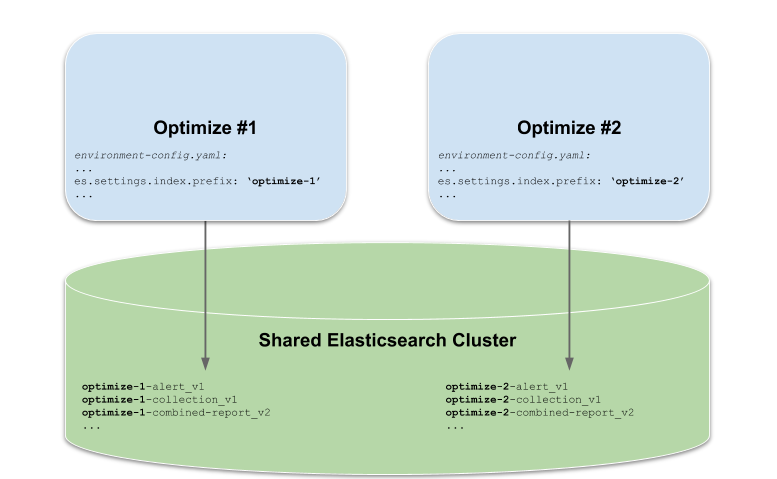 Optimize #1
environment-config.yaml:
...
es.settings.index.prefix: ‘optimize-1’
...
Optimize #2
environment-config.yaml:
...
es.settings.index.prefix: ‘optimize-2’
...
Shared Elasticsearch Cluster
optimize-1-alert_v1
optimize-1-collection_v1
optimize-1-combined-report_v2
...
optimize-2-alert_v1
optimize-2-collection_v1
optimize-2-combined-report_v2
...